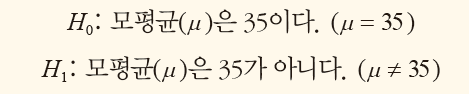 H₀: 모평균(μ)은 35이다. (μ = 35)
H₁: 모평균(μ)은 35가 아니다. (μ ≠ 35)